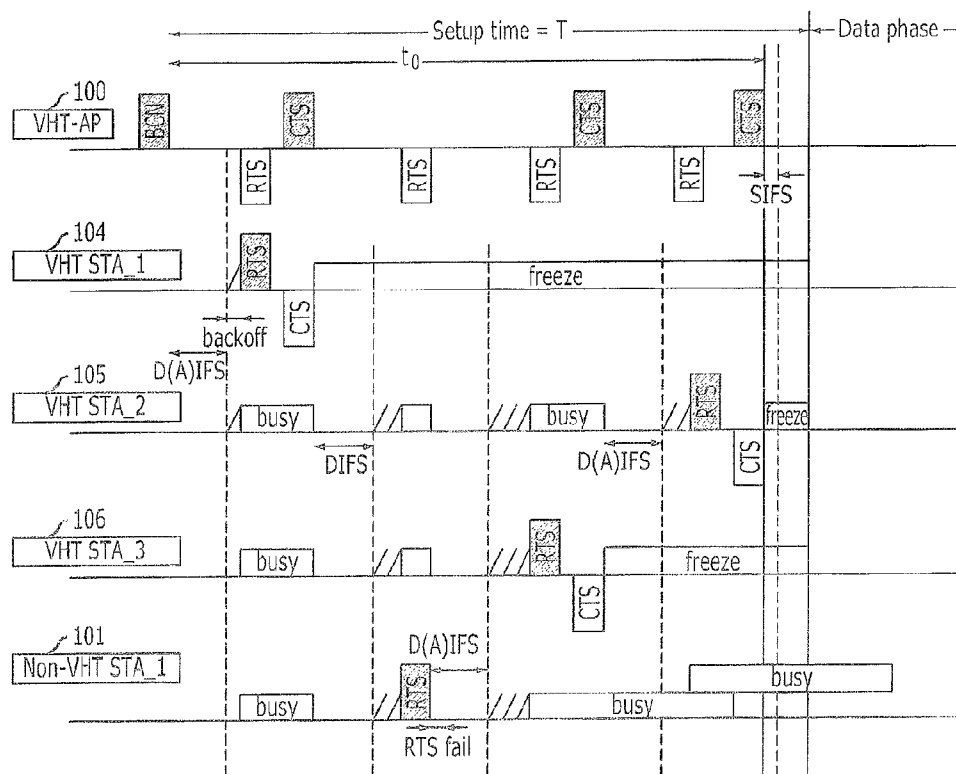 Setup time = T
Data phase
t0
100
VHT-AP
BCN
CTS
CTS
CTS
RTS
RTS
RTS
RTS
SIFS
104
VHT STA_1
RTS
freeze
CTS
backoff
D(A)IFS
105
VHT STA_2
busy
busy
RTS
freeze
DIFS
D(A)IFS
CTS
106
VHT STA_3
busy
RTS
freeze
CTS
101
Non-VHT STA_1
D(A)IFS
busy
RTS
busy
busy
RTS fail